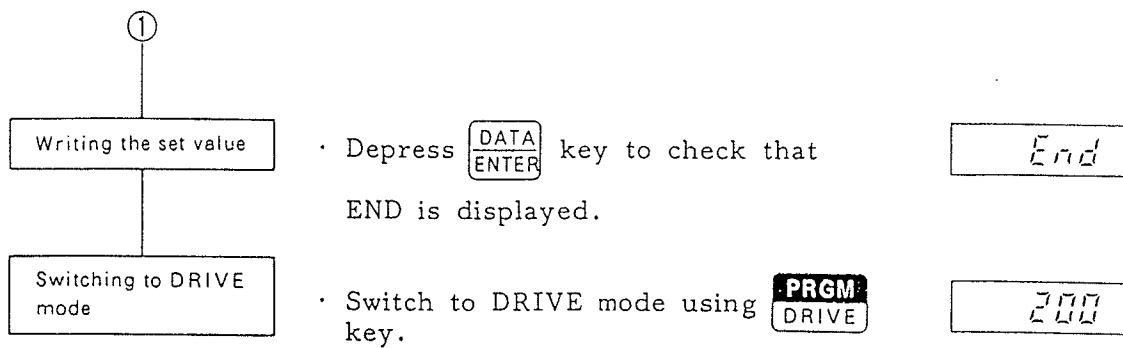 ①
Writing the set value
· Depress DATA ENTER key to check that
END is displayed.
End
Switching to DRIVE
mode
· Switch to DRIVE mode using PRGM DRIVE
key.
200